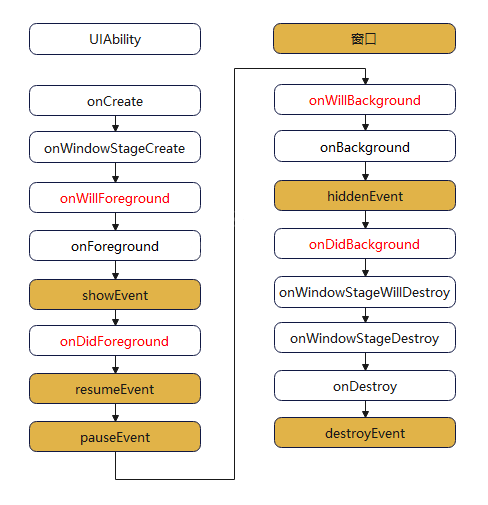 UIAbility
窗口
onCreate
onWindowStageCreate
onWillForeground
onForeground
showEvent
onDidForeground
resumeEvent
pauseEvent
onWillBackground
onBackground
hiddenEvent
onDidBackground
onWindowStageWillDestroy
onWindowStageDestroy
onDestroy
destroyEvent